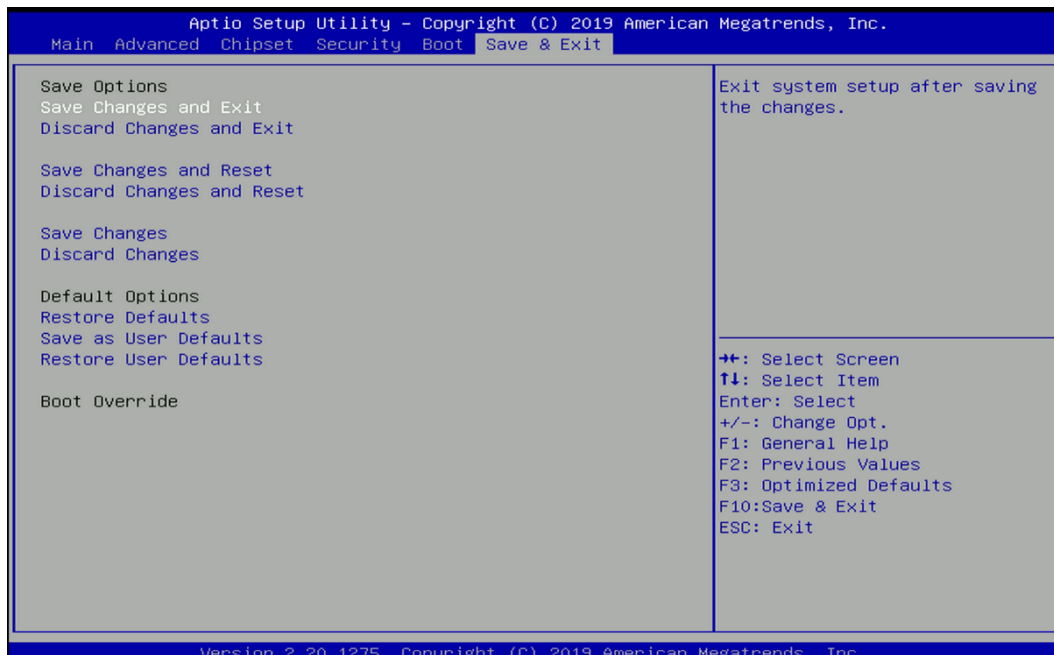 Aptio Setup Utility – Copyright (C) 2019 American Megatrends, Inc.
Main Advanced Chipset Security Boot Save & Exit
Save Options
Save Changes and Exit
Discard Changes and Exit
Save Changes and Reset
Discard Changes and Reset
Save Changes
Discard Changes
Default Options
Restore Defaults
Save as User Defaults
Restore User Defaults
Boot Override
Exit system setup after saving
the changes.
→←: Select Screen
↑↓: Select Item
Enter: Select
+/-: Change Opt.
F1: General Help
F2: Previous Values
F3: Optimized Defaults
F10:Save & Exit
ESC: Exit
Version 2.20.1275. Copyright (C) 2019 American Megatrends, Inc.